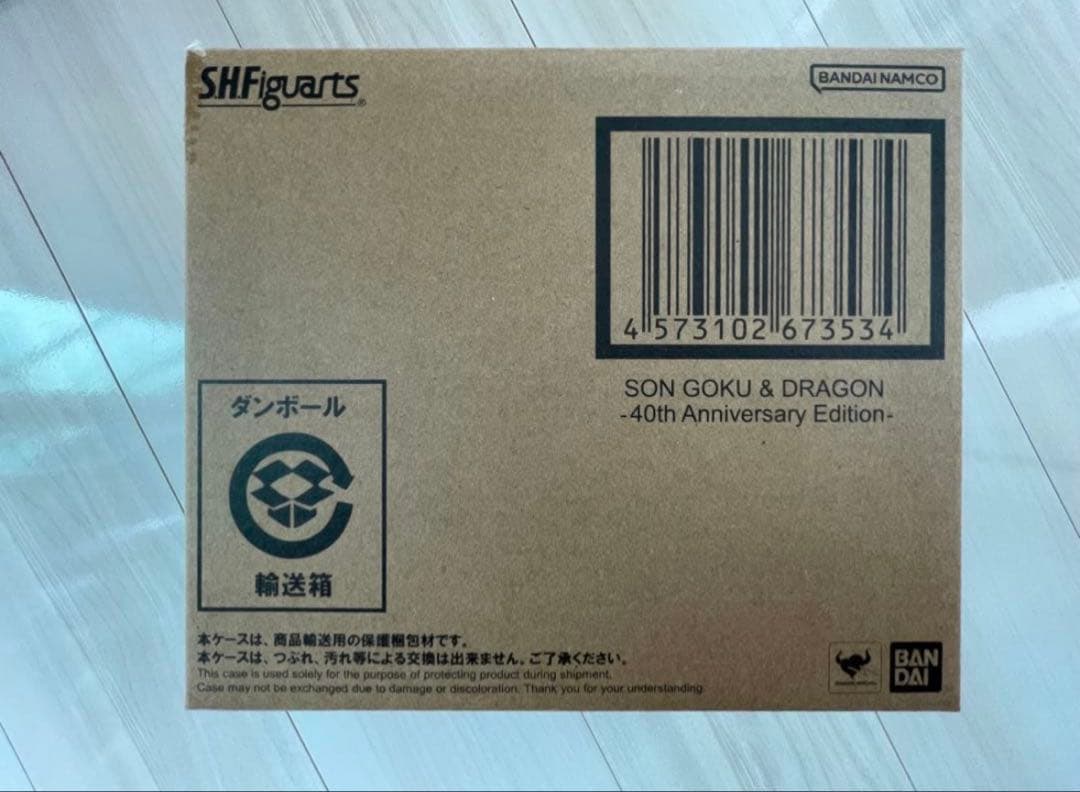 S.H.Figuarts®
BANDAI NAMCO
4 573102 673534
SON GOKU & DRAGON
-40th Anniversary Edition-
ダンボール
輸送箱
本ケースは、商品輸送用の保護梱包材です。
本ケースは、つぶれ、汚れ等による交換は出来ません。ご了承ください。
This case is used solely for the purpose of protecting product during shipment.
Case may not be exchanged due to damage or discoloration. Thank you for your understanding.
BAN
DAI